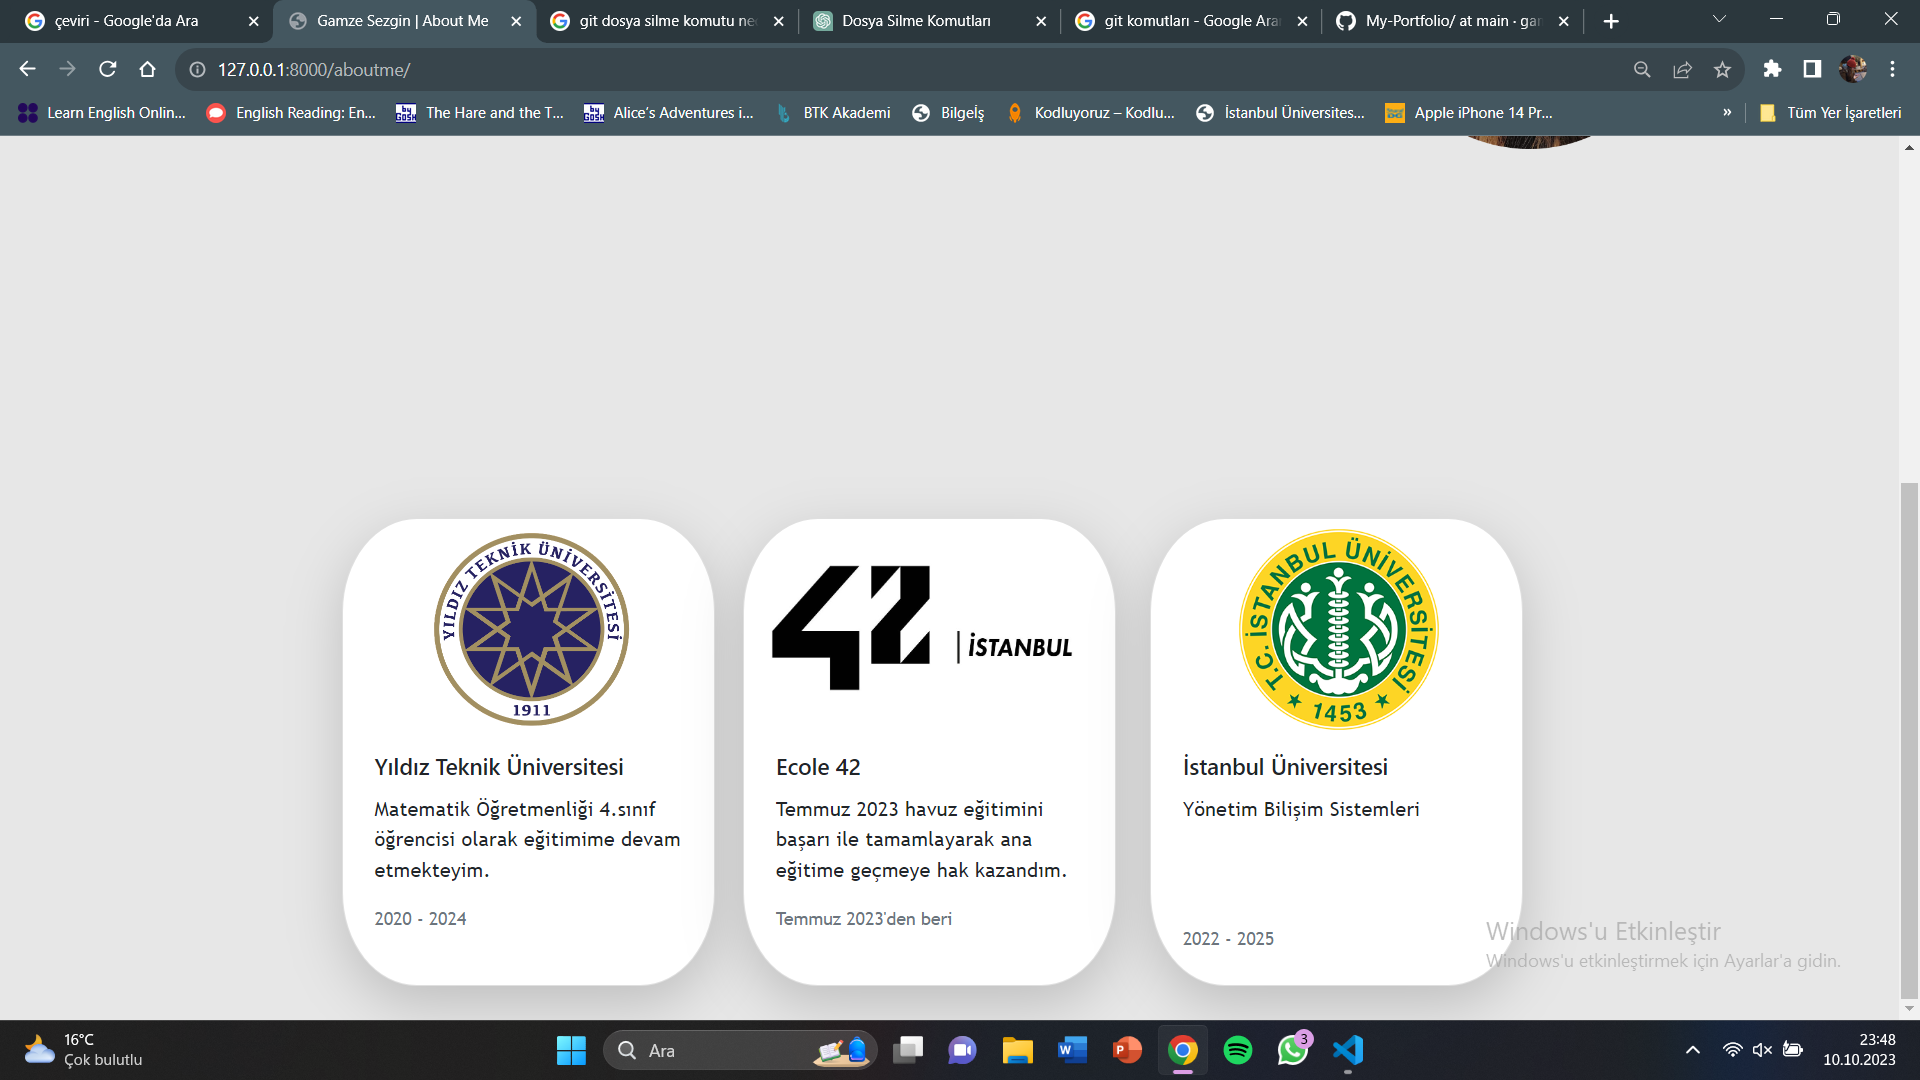 çeviri - Google'da Ara
Gamze Sezgin | About Me
git dosya silme komutu ne
Dosya Silme Komutları
git komutları - Google Ara
My-Portfolio/ at main · ga
127.0.0.1:8000/aboutme/
Learn English Onlin...
English Reading: En...
The Hare and the T...
Alice's Adventures i...
BTK Akademi
Bilgeİş
Kodluyoruz – Kodlu...
İstanbul Üniversites...
Apple iPhone 14 Pr...
»
Tüm Yer İşaretleri
YILDIZ TEKNİK ÜNİVERSİTESİ
1911
42
| İSTANBUL
T.C. İSTANBUL ÜNİVERSİTESİ
1453
Yıldız Teknik Üniversitesi
Matematik Öğretmenliği 4.sınıf
öğrencisi olarak eğitimime devam
etmekteyim.
2020 - 2024
Ecole 42
Temmuz 2023 havuz eğitimini
başarı ile tamamlayarak ana
eğitime geçmeye hak kazandım.
Temmuz 2023'den beri
İstanbul Üniversitesi
Yönetim Bilişim Sistemleri
2022 - 2025
Windows'u Etkinleştir
Windows'u etkinleştirmek için Ayarlar'a gidin.
16°C
Çok bulutlu
Ara
3
23:48
10.10.2023